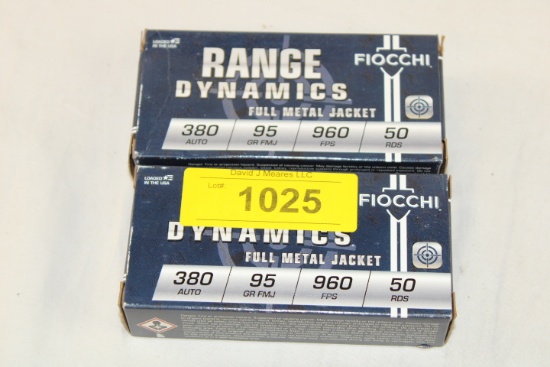 LOADED IN THE USA
FIOCCHI
RANGE
DYNAMICS
FULL METAL JACKET
380 95 960 50
AUTO GR FMJ FPS RDS
David J Meares LLC
Lot#:
1025
LOADED IN THE USA
FIOCCHI
DYNAMICS
FULL METAL JACKET
380 95 960 50
AUTO GR FMJ FPS RDS